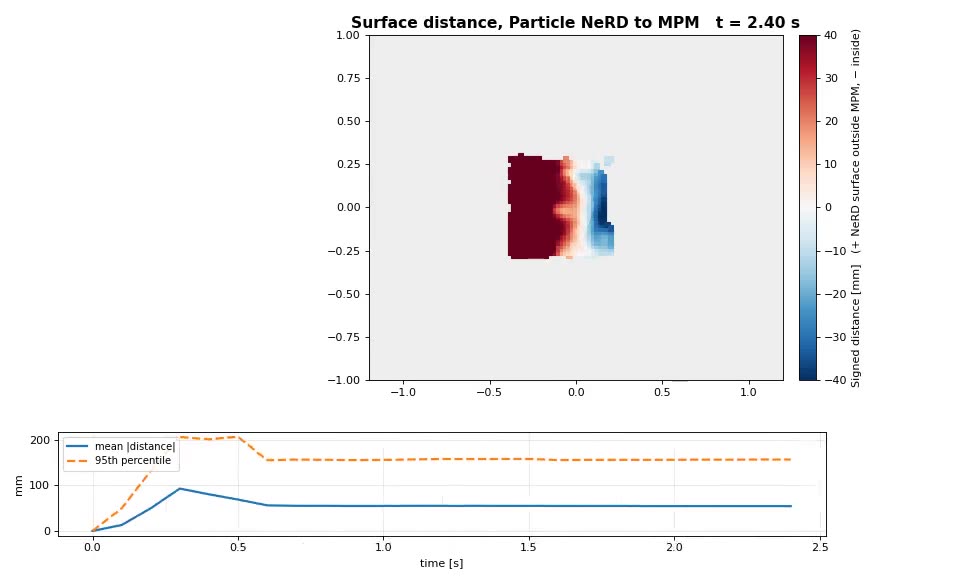 Surface distance, Particle NeRD to MPM t = 2.40 s
1.00
0.75
0.50
0.25
0.00
−0.25
−0.50
−0.75
−1.00
−1.0 −0.5 0.0 0.5 1.0
40
30
20
10
0
−10
−20
−30
−40
Signed distance [mm] (+ NeRD surface outside MPM, − inside)
200
100
0
mm
mean |distance|
95th percentile
0.0 0.5 1.0 1.5 2.0 2.5
time [s]